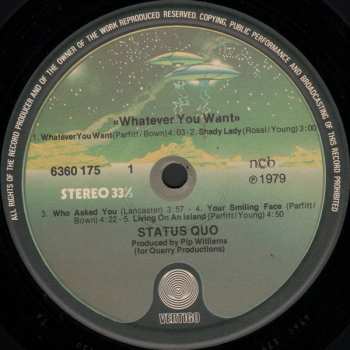 ALL RIGHTS OF THE RECORD PRODUCER AND OF THE OWNER OF THE WORK REPRODUCED RESERVED. COPYING, PUBLIC PERFORMANCE AND BROADCASTING OF THIS RECORD PROHIBITED
«Whatever You Want»
1. Whatever You Want (Parfitt/Bown) 4:03 - 2. Shady Lady (Rossi/Young) 3:00
6360 175 1 ncb
STEREO 33⅓ ℗ 1979
3. Who Asked You (Lancaster) 3:57 - 4. Your Smiling Face (Parfitt/
Bown) 4:22 - 5. Living On An Island (Parfitt/Young) 4:50
STATUS QUO
Produced by Pip Williams
(for Quarry Productions)
VERTIGO